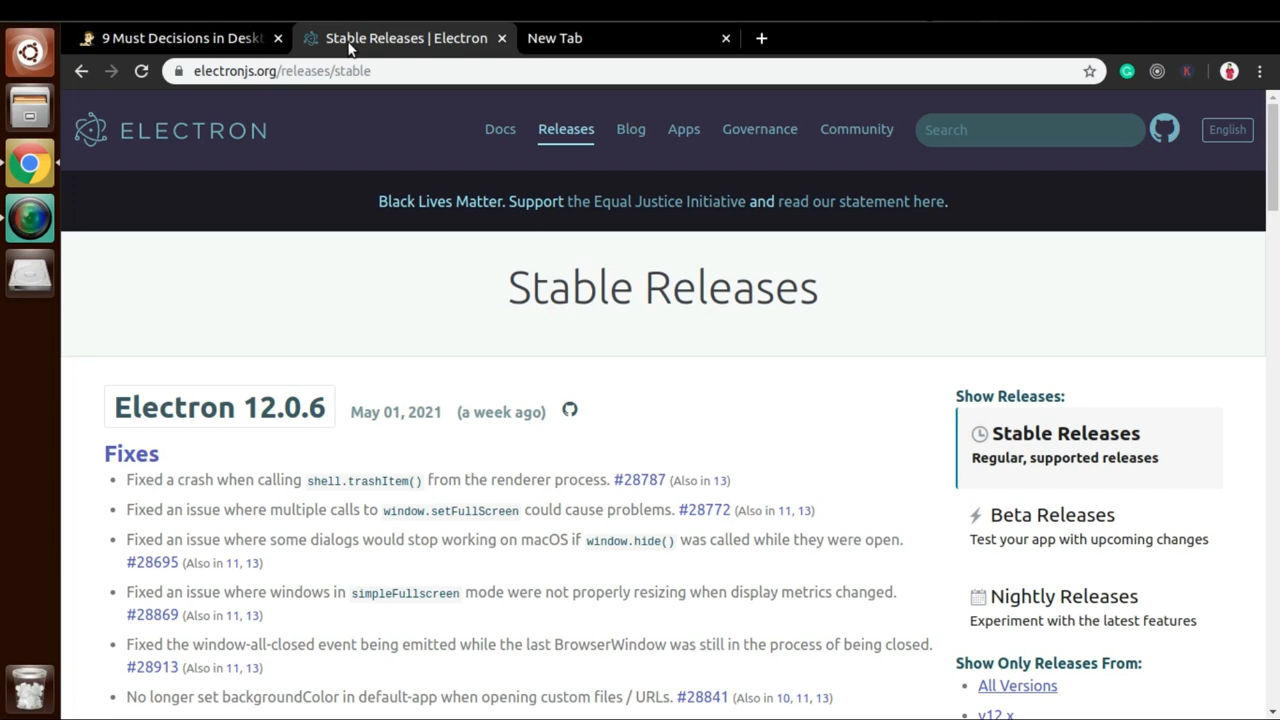 9 Must Decisions in Deskt
Stable Releases | Electron
New Tab
electronjs.org/releases/stable
ELECTRON
Docs
Releases
Blog
Apps
Governance
Community
Search
English
Black Lives Matter. Support the Equal Justice Initiative and read our statement here.
Stable Releases
Electron 12.0.6
May 01, 2021 (a week ago)
Fixes
Fixed a crash when calling shell.trashItem() from the renderer process. #28787 (Also in 13)
Fixed an issue where multiple calls to window.setFullScreen could cause problems. #28772 (Also in 11, 13)
Fixed an issue where some dialogs would stop working on macOS if window.hide() was called while they were open.
#28695 (Also in 11, 13)
Fixed an issue where windows in simpleFullscreen mode were not properly resizing when display metrics changed.
#28869 (Also in 11, 13)
Fixed the window-all-closed event being emitted while the last BrowserWindow was still in the process of being closed.
#28913 (Also in 11, 13)
No longer set backgroundColor in default-app when opening custom files / URLs. #28841 (Also in 10, 11, 13)
Show Releases:
Stable Releases
Regular, supported releases
Beta Releases
Test your app with upcoming changes
Nightly Releases
Experiment with the latest features
Show Only Releases From:
All Versions
v12.x